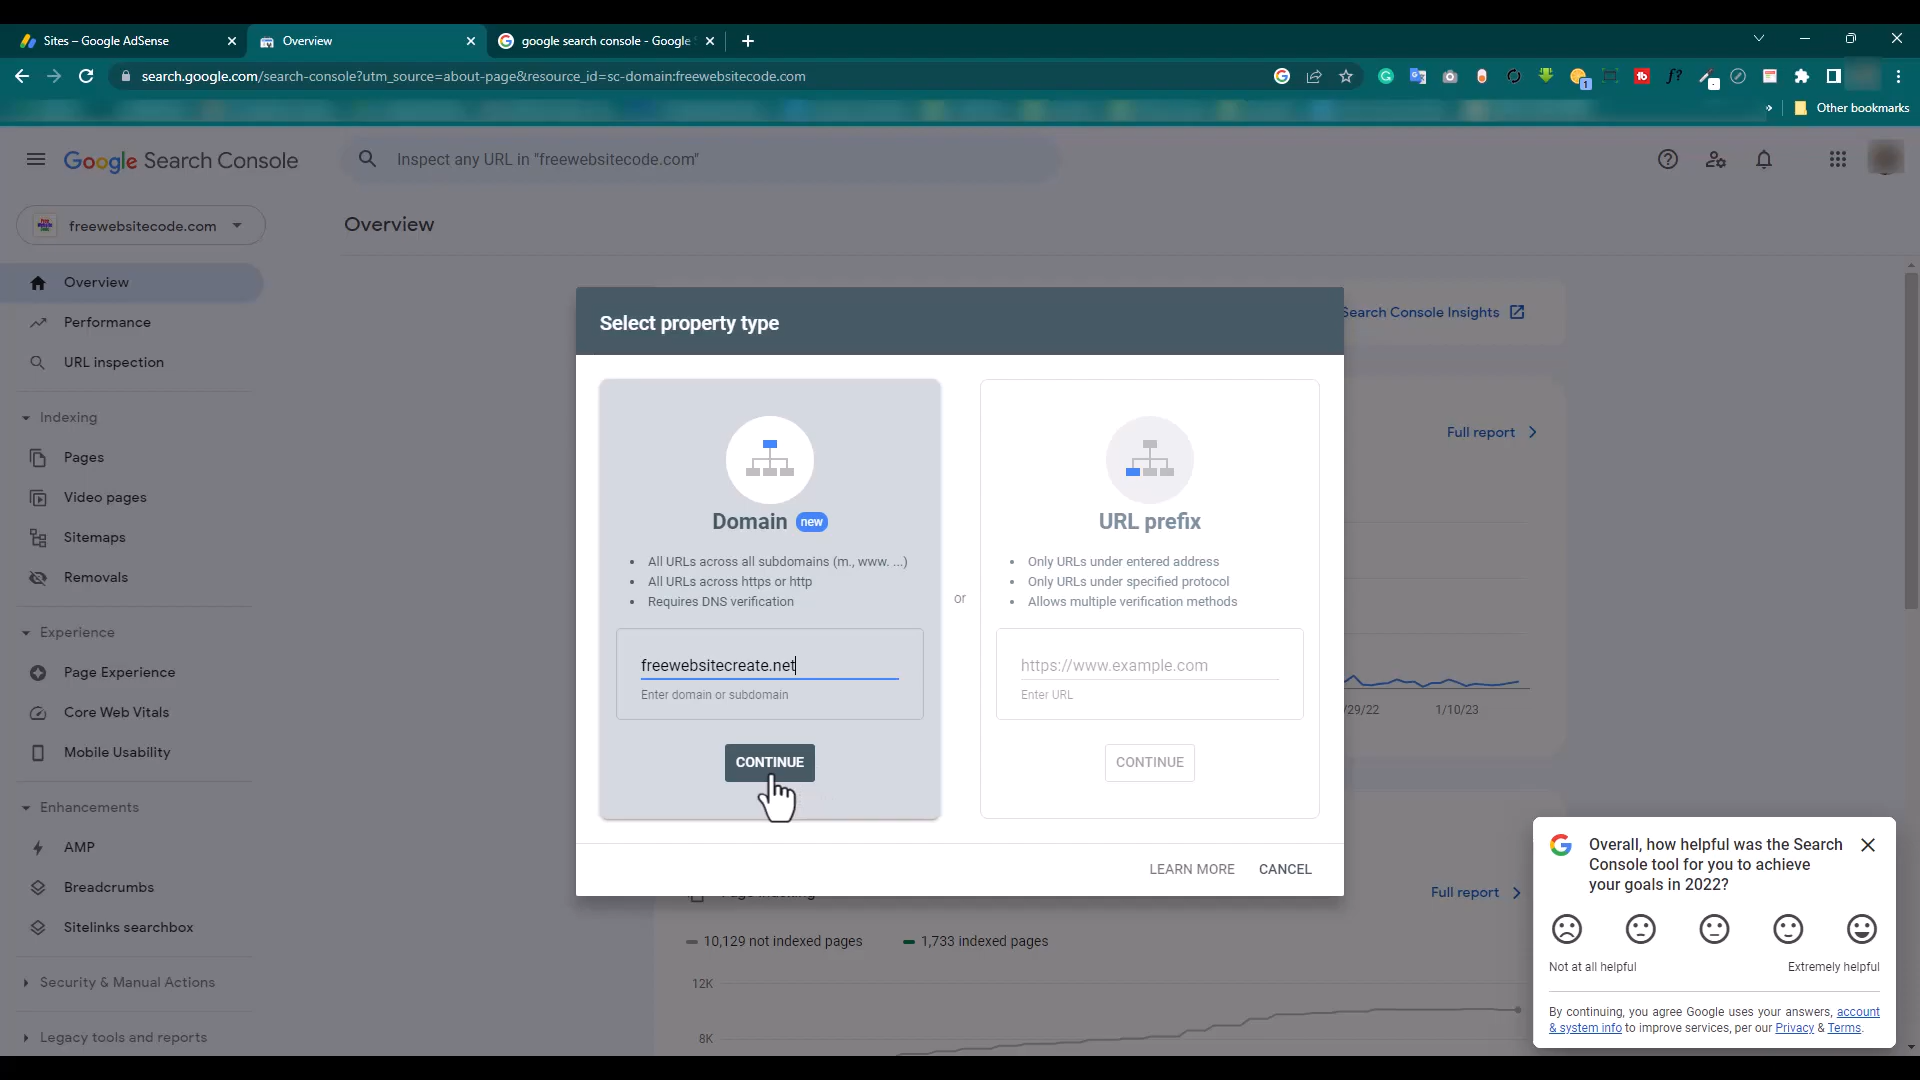 Sites – Google AdSense
Overview
google search console - Google
search.google.com/search-console?utm_source=about-page&resource_id=sc-domain:freewebsitecode.com
1
Other bookmarks
Google Search Console
Inspect any URL in "freewebsitecode.com"
freewebsitecode.com
Overview
Overview
Performance
URL inspection
Indexing
Pages
Video pages
Sitemaps
Removals
Experience
Page Experience
Core Web Vitals
Mobile Usability
Enhancements
AMP
Breadcrumbs
Sitelinks searchbox
Security & Manual Actions
Legacy tools and reports
Search Console Insights
Full report
Select property type
Domain new
All URLs across all subdomains (m., www. ...)
All URLs across https or http
Requires DNS verification
freewebsitecreate.net
Enter domain or subdomain
CONTINUE
or
URL prefix
Only URLs under entered address
Only URLs under specified protocol
Allows multiple verification methods
https://www.example.com
Enter URL
CONTINUE
LEARN MORE
CANCEL
/29/22
1/10/23
Full report
10,129 not indexed pages
1,733 indexed pages
12K
8K
Overall, how helpful was the Search
Console tool for you to achieve
your goals in 2022?
Not at all helpful
Extremely helpful
By continuing, you agree Google uses your answers, account
& system info to improve services, per our Privacy & Terms.